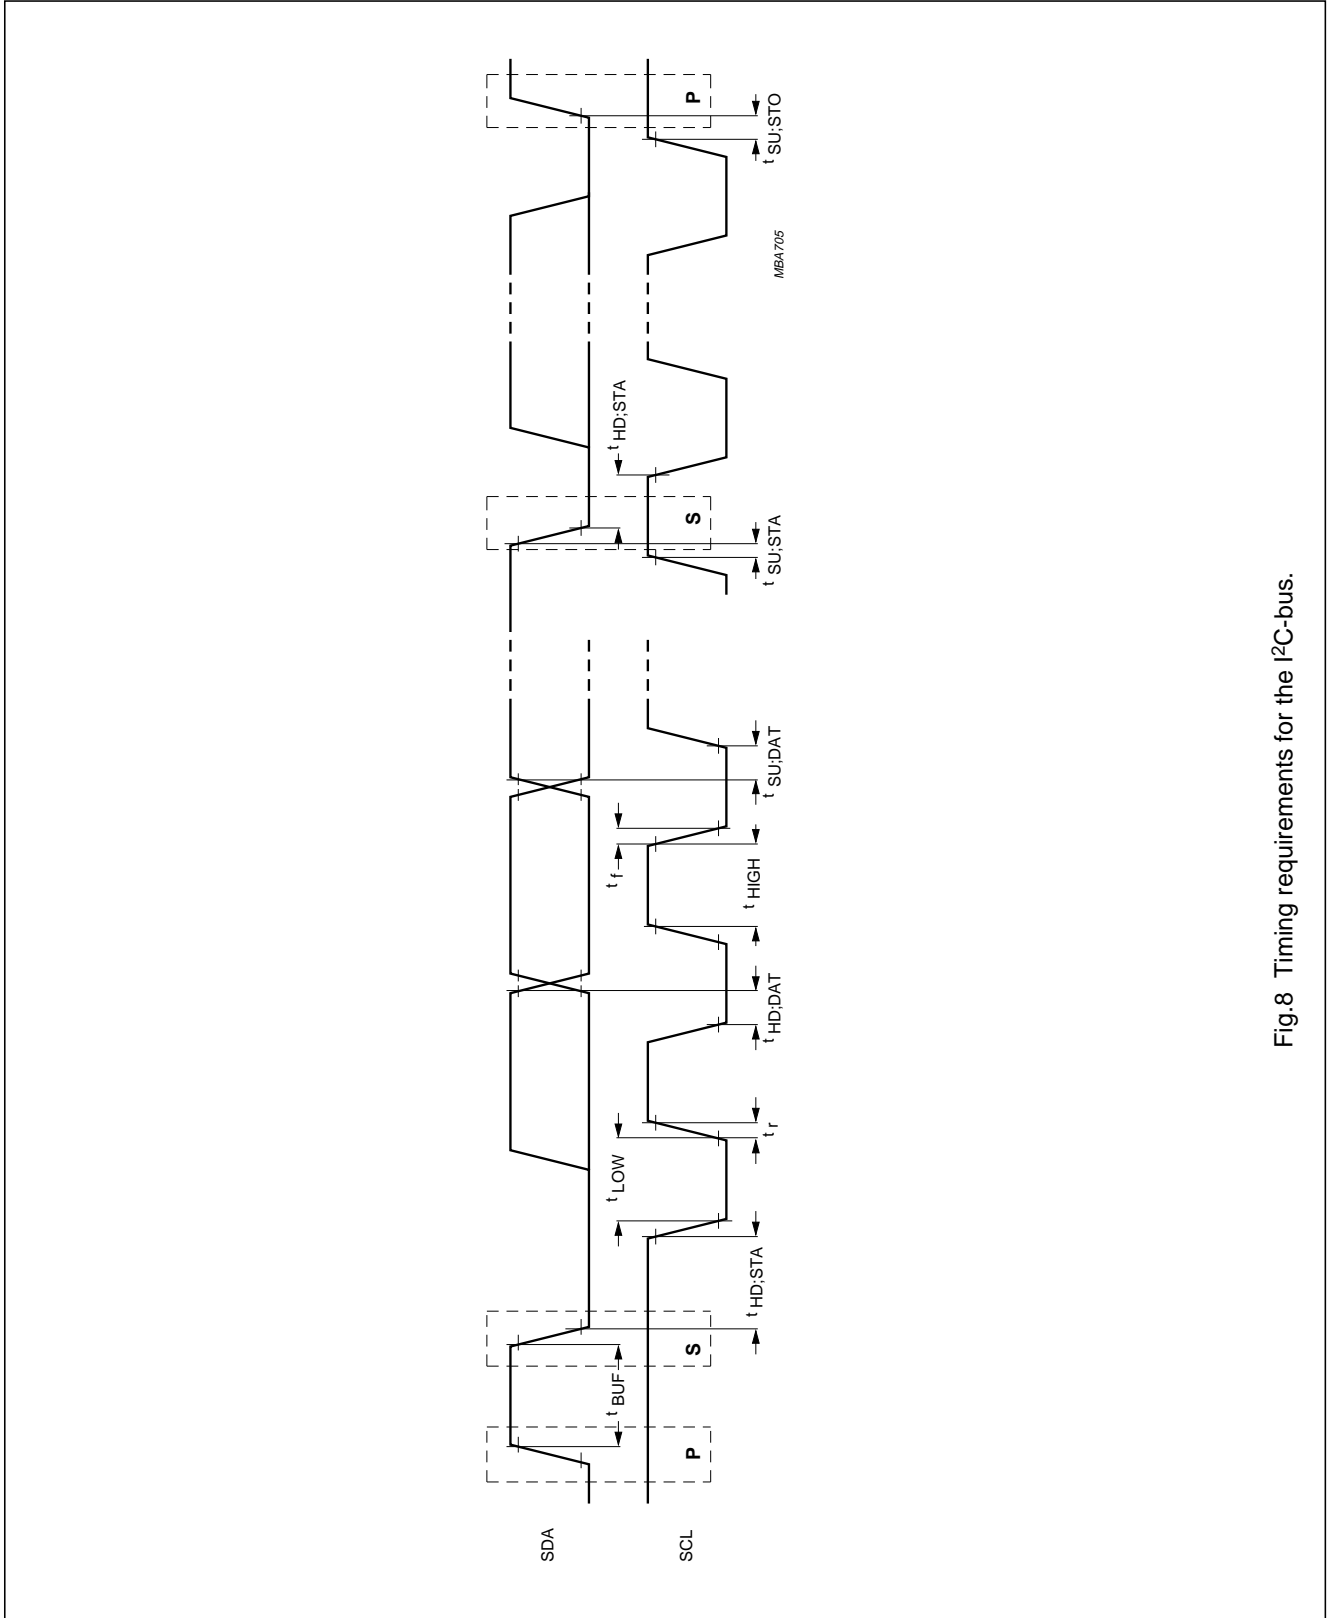 SDA
P
S
P
S
t BUF
t LOW
t f
t HD;STA
SCL
P
S
S
P
t HD;STA
t r
t HD;DAT
t HIGH
t SU;DAT
t SU;STA
t SU;STO
MBA705
Fig.8 Timing requirements for the I²C-bus.